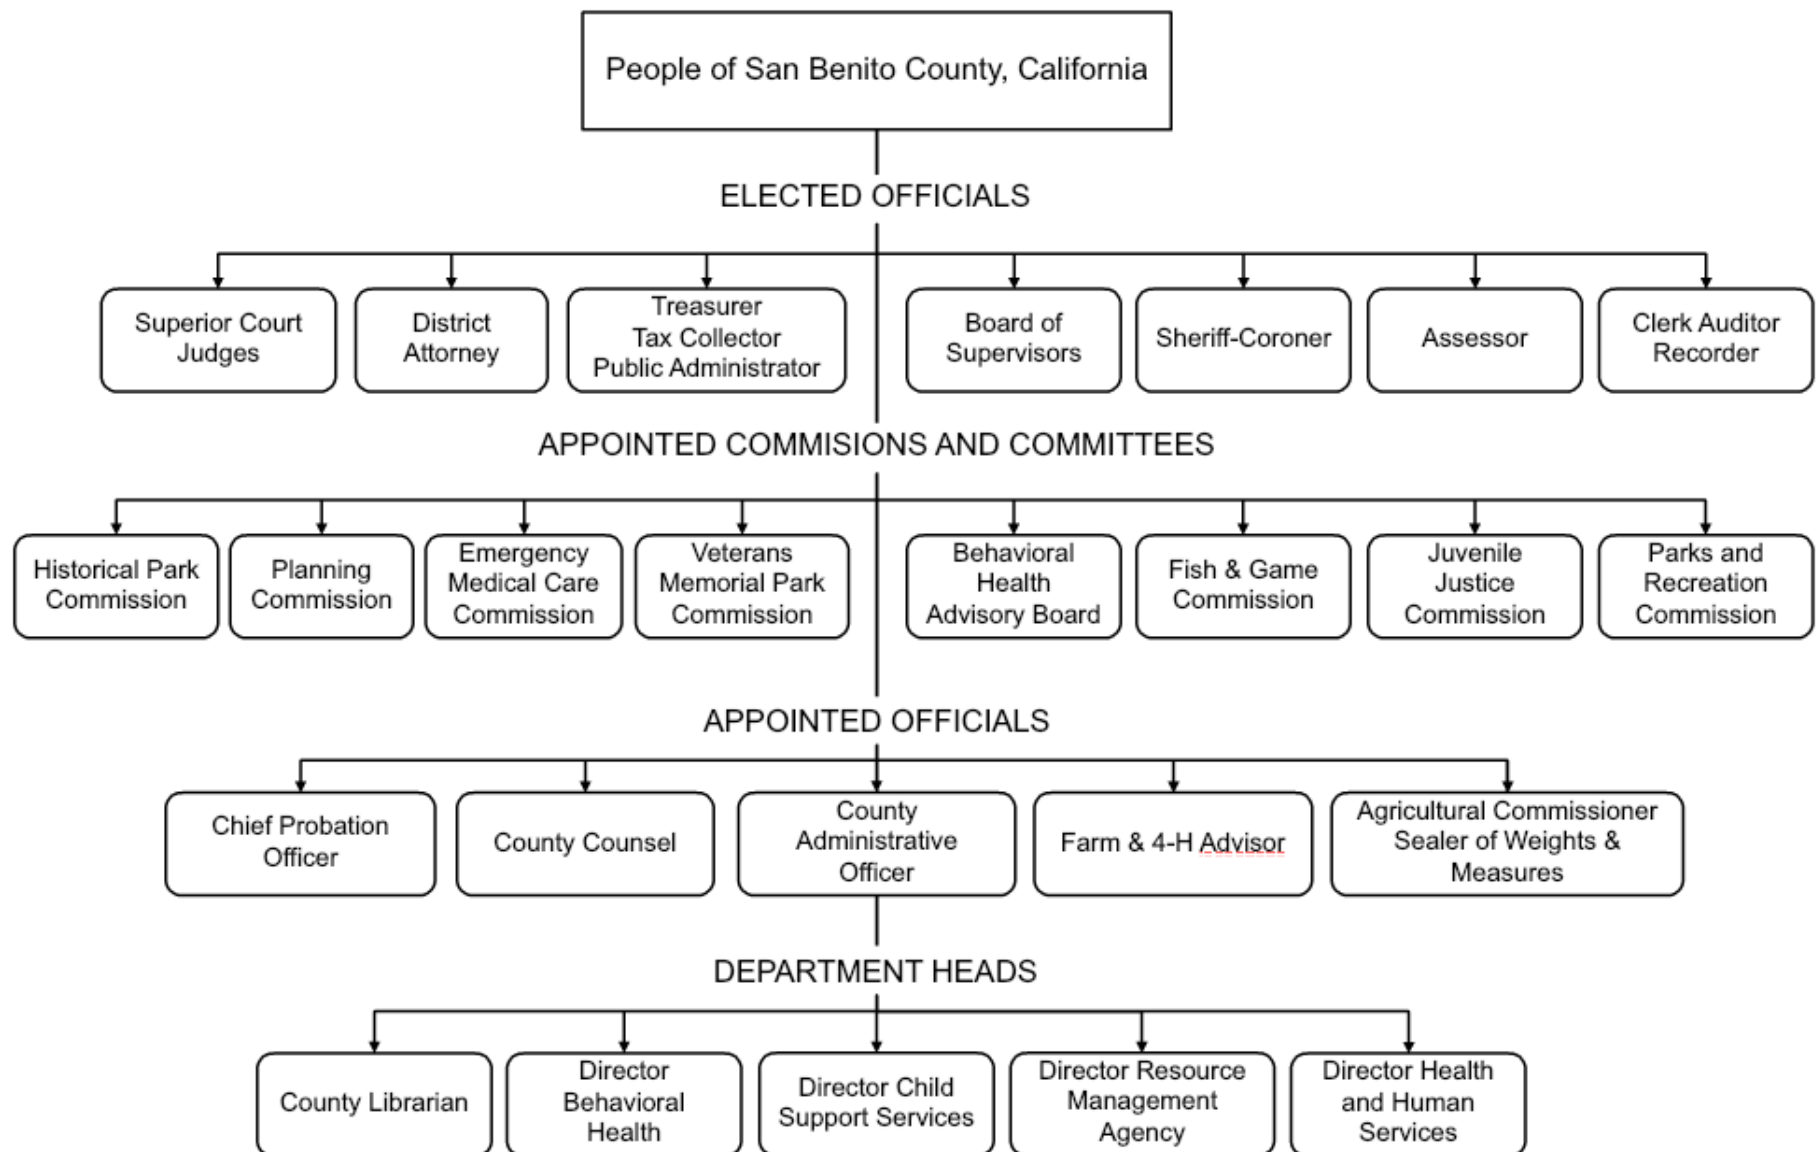 People of San Benito County, California
ELECTED OFFICIALS
Superior Court
Judges
District
Attorney
Treasurer
Tax Collector
Public Administrator
Board of
Supervisors
Sheriff-Coroner
Assessor
Clerk Auditor
Recorder
APPOINTED COMMISIONS AND COMMITTEES
Historical Park
Commission
Planning
Commission
Emergency
Medical Care
Commission
Veterans
Memorial Park
Commission
Behavioral
Health
Advisory Board
Fish & Game
Commission
Juvenile
Justice
Commission
Parks and
Recreation
Commission
APPOINTED OFFICIALS
Chief Probation
Officer
County Counsel
County
Administrative
Officer
Farm & 4-H Advisor
Agricultural Commissioner
Sealer of Weights &
Measures
DEPARTMENT HEADS
County Librarian
Director
Behavioral
Health
Director Child
Support Services
Director Resource
Management
Agency
Director Health
and Human
Services